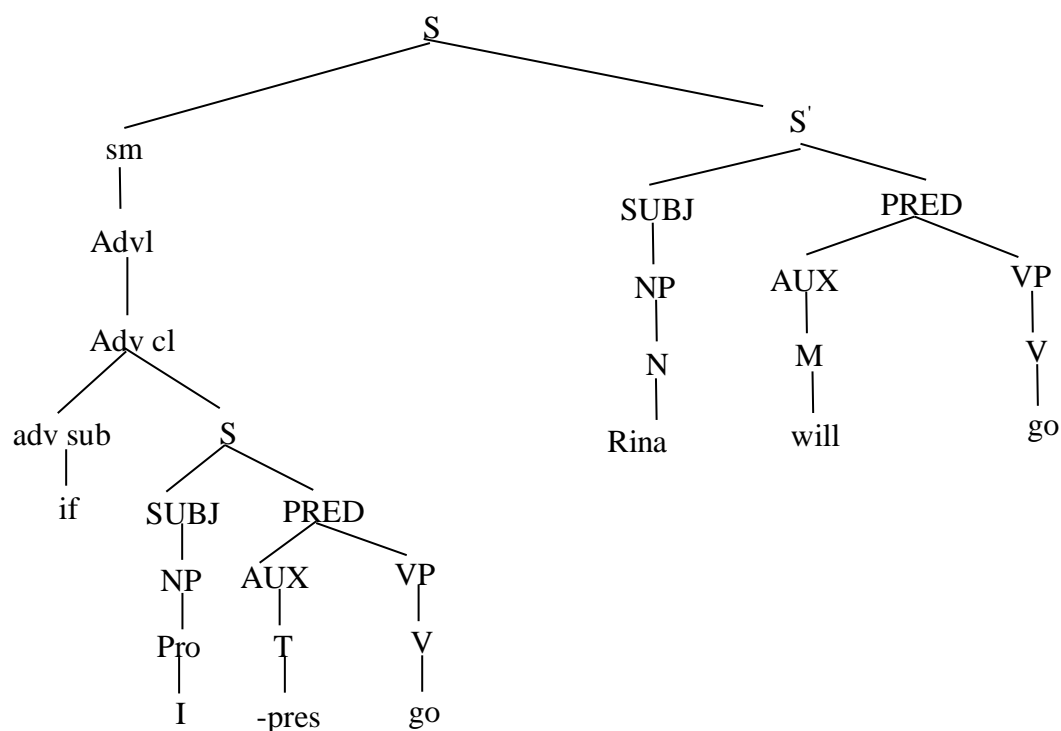 S
S'
sm
SUBJ PRED
Advl
NP AUX VP
Adv cl
N M V
adv sub S
Rina will go
if
SUBJ PRED
NP AUX VP
Pro T V
I -pres go